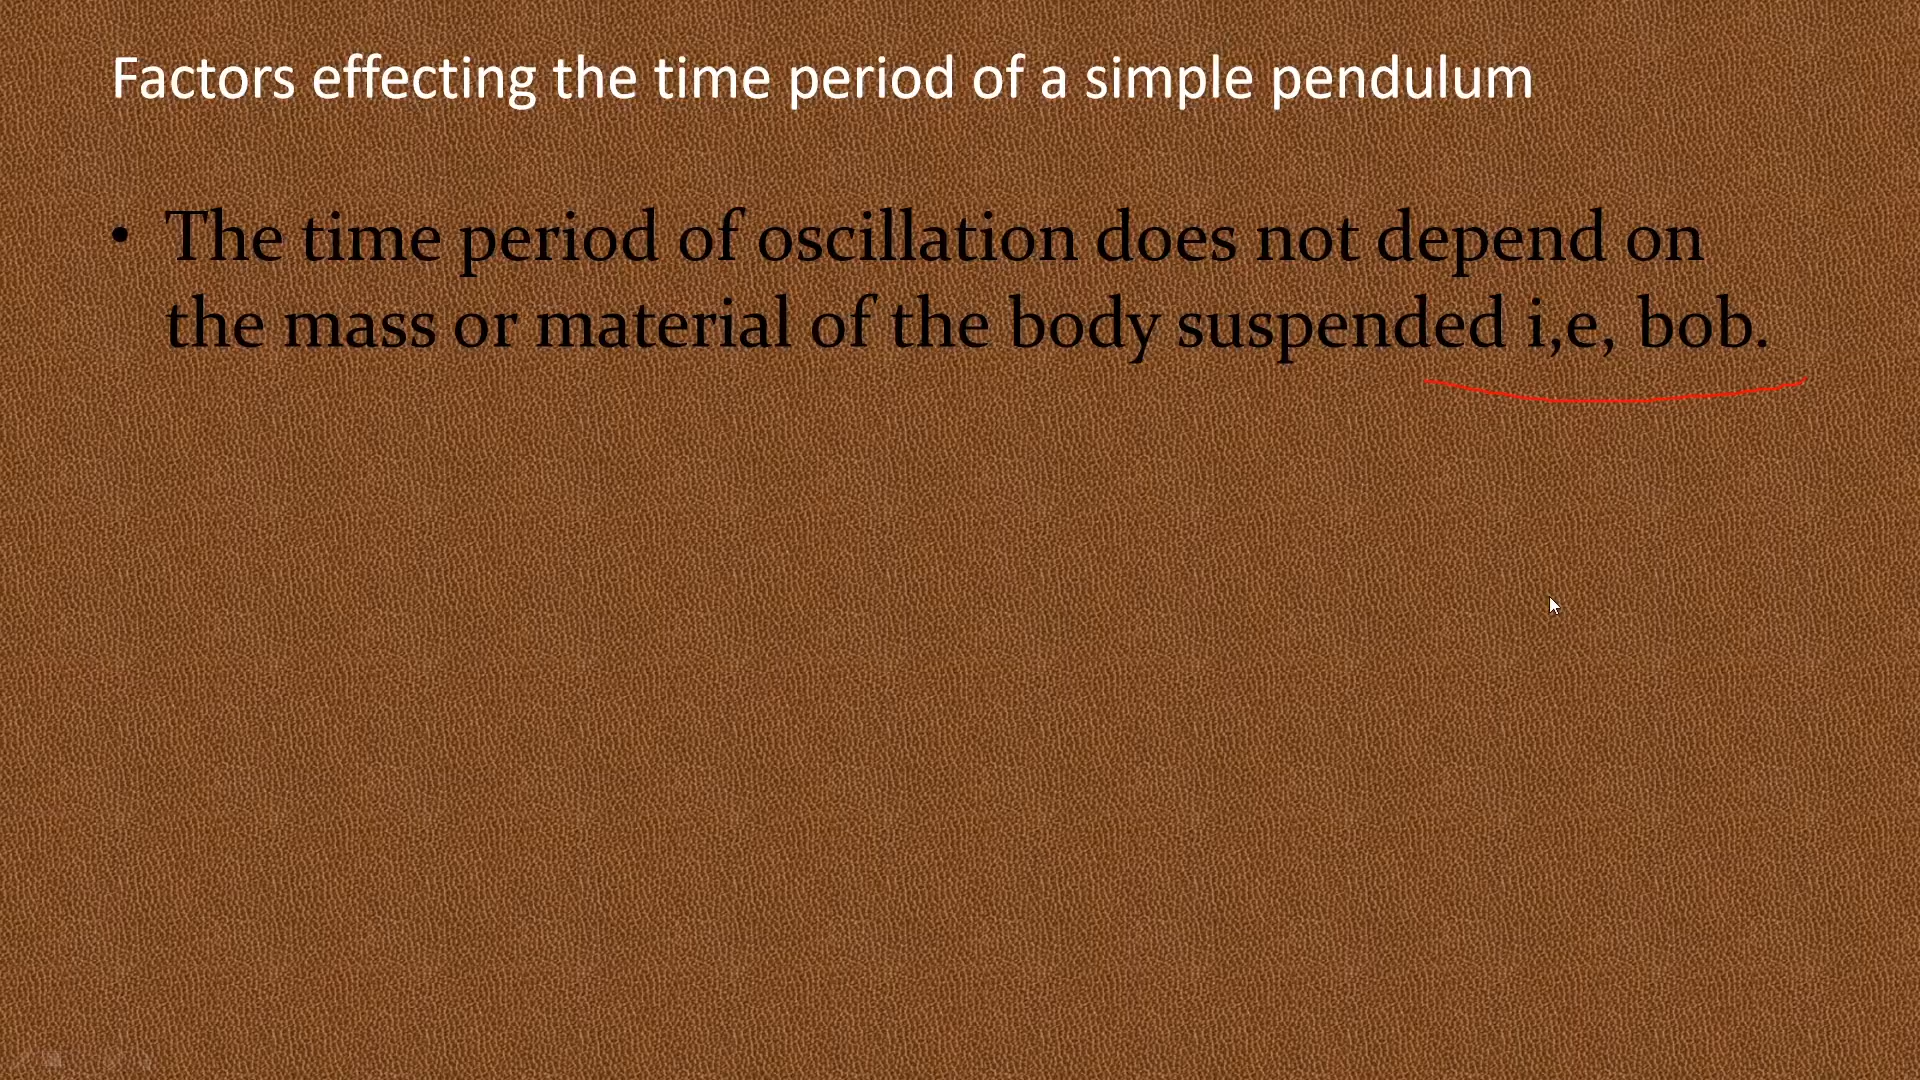 Factors effecting the time period of a simple pendulum
• The time period of oscillation does not depend on
the mass or material of the body suspended i,e, bob.